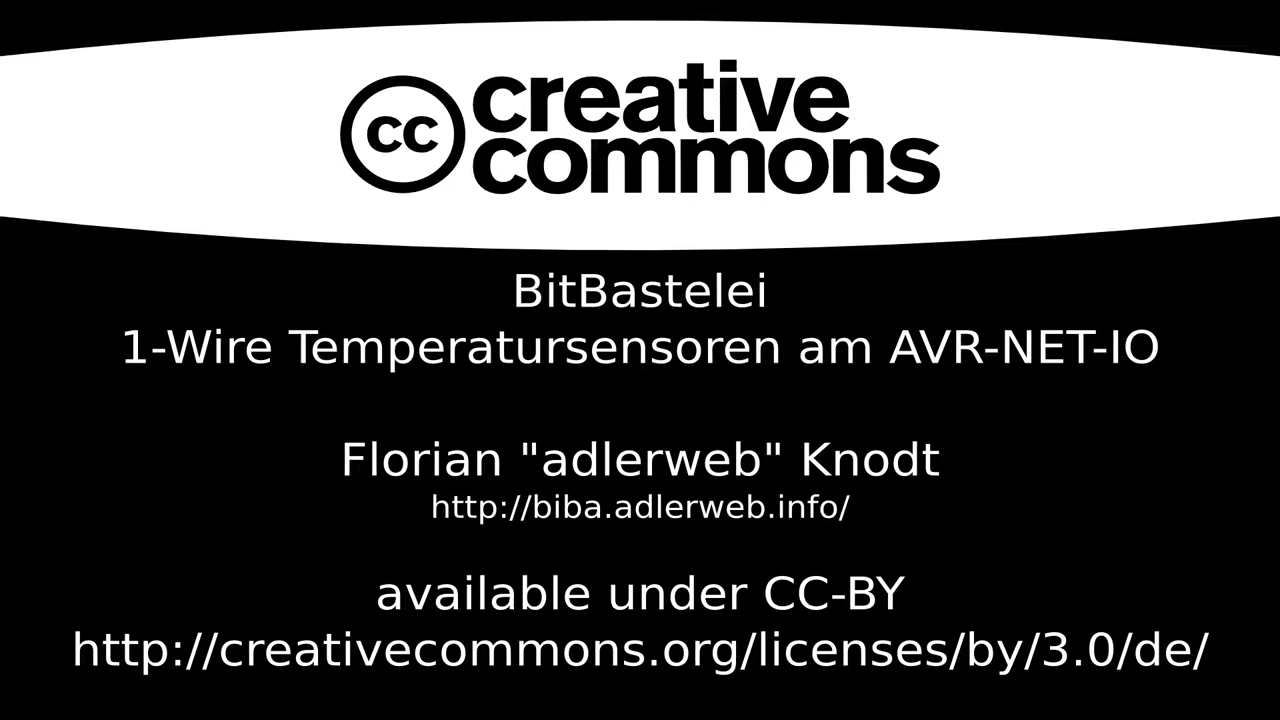 cc creative
commons
BitBastelei
1-Wire Temperatursensoren am AVR-NET-IO
Florian "adlerweb" Knodt
http://biba.adlerweb.info/
available under CC-BY
http://creativecommons.org/licenses/by/3.0/de/